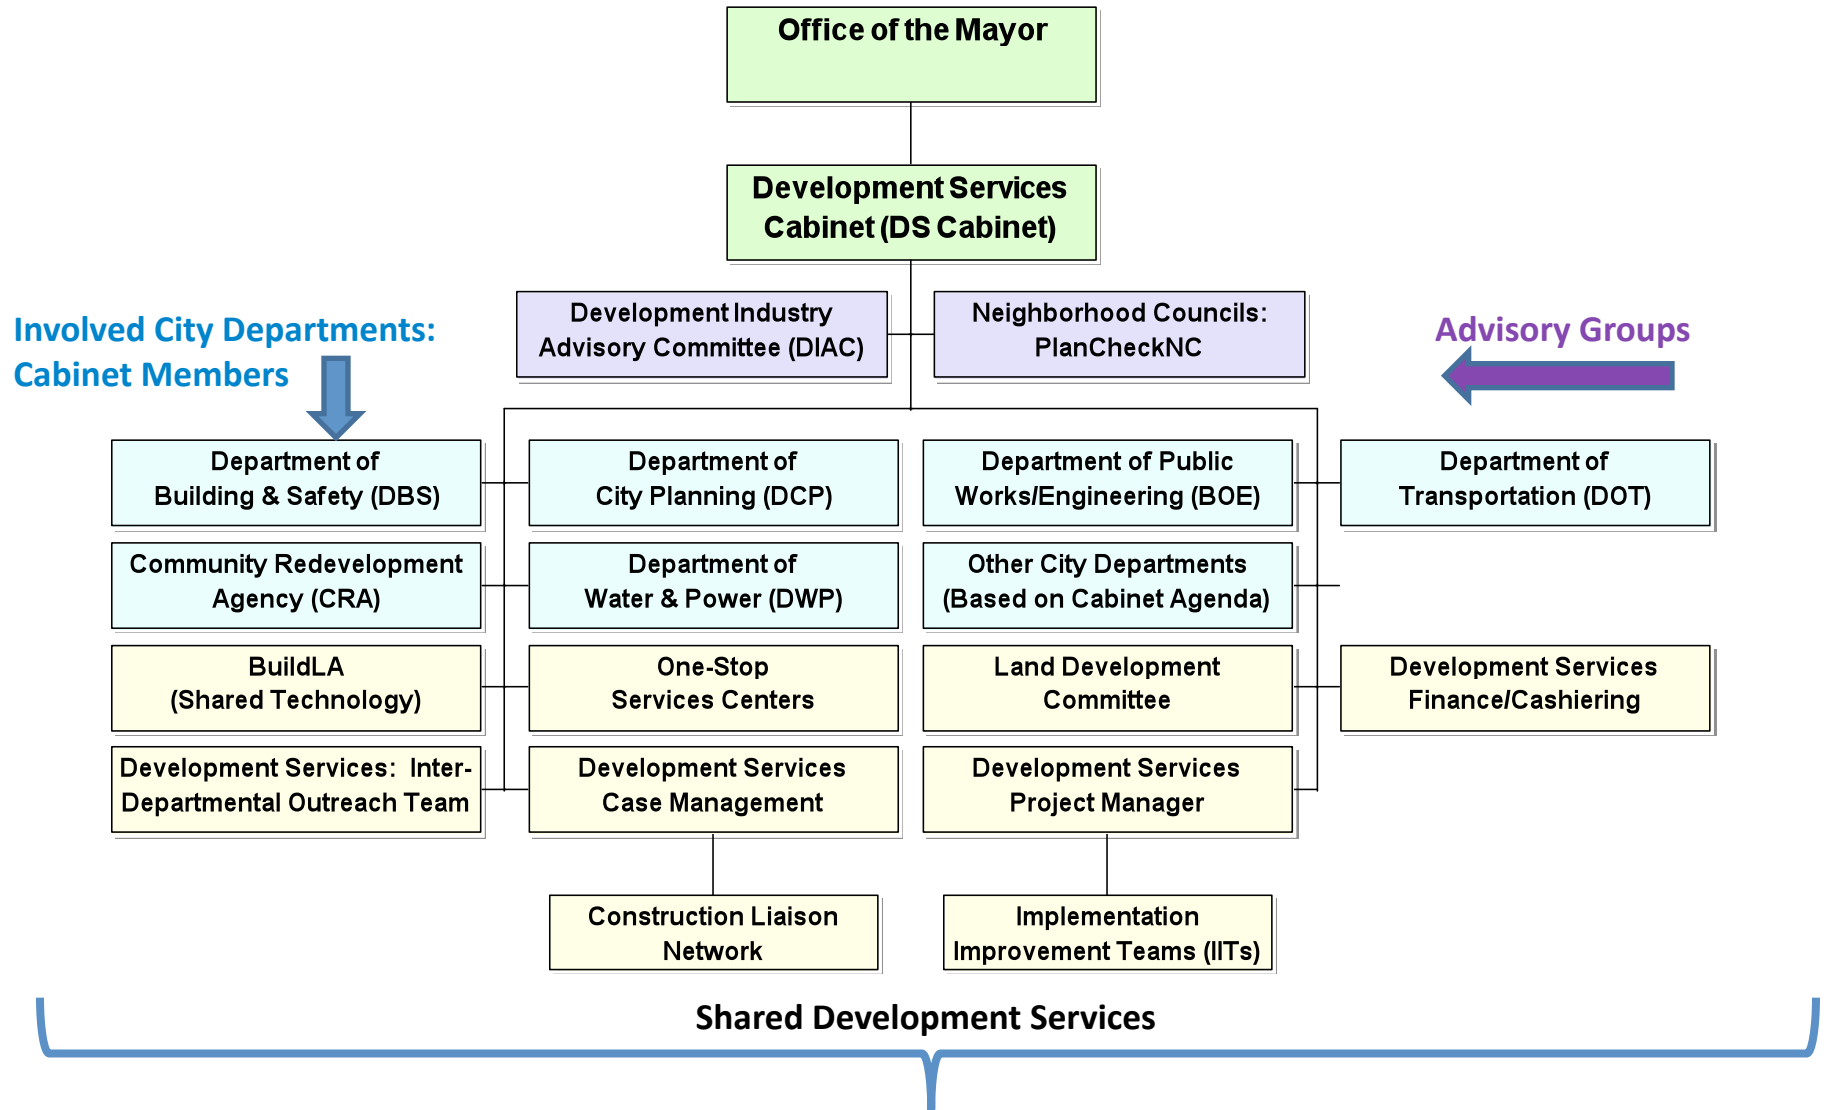 Office of the Mayor
Development Services
Cabinet (DS Cabinet)
Development Industry
Advisory Committee (DIAC)
Neighborhood Councils:
PlanCheckNC
Involved City Departments:
Cabinet Members
Advisory Groups
Department of
Building & Safety (DBS)
Department of
City Planning (DCP)
Department of Public
Works/Engineering (BOE)
Department of
Transportation (DOT)
Community Redevelopment
Agency (CRA)
Department of
Water & Power (DWP)
Other City Departments
(Based on Cabinet Agenda)
BuildLA
(Shared Technology)
One-Stop
Services Centers
Land Development
Committee
Development Services
Finance/Cashiering
Development Services: Inter-
Departmental Outreach Team
Development Services
Case Management
Development Services
Project Manager
Construction Liaison
Network
Implementation
Improvement Teams (IITs)
Shared Development Services